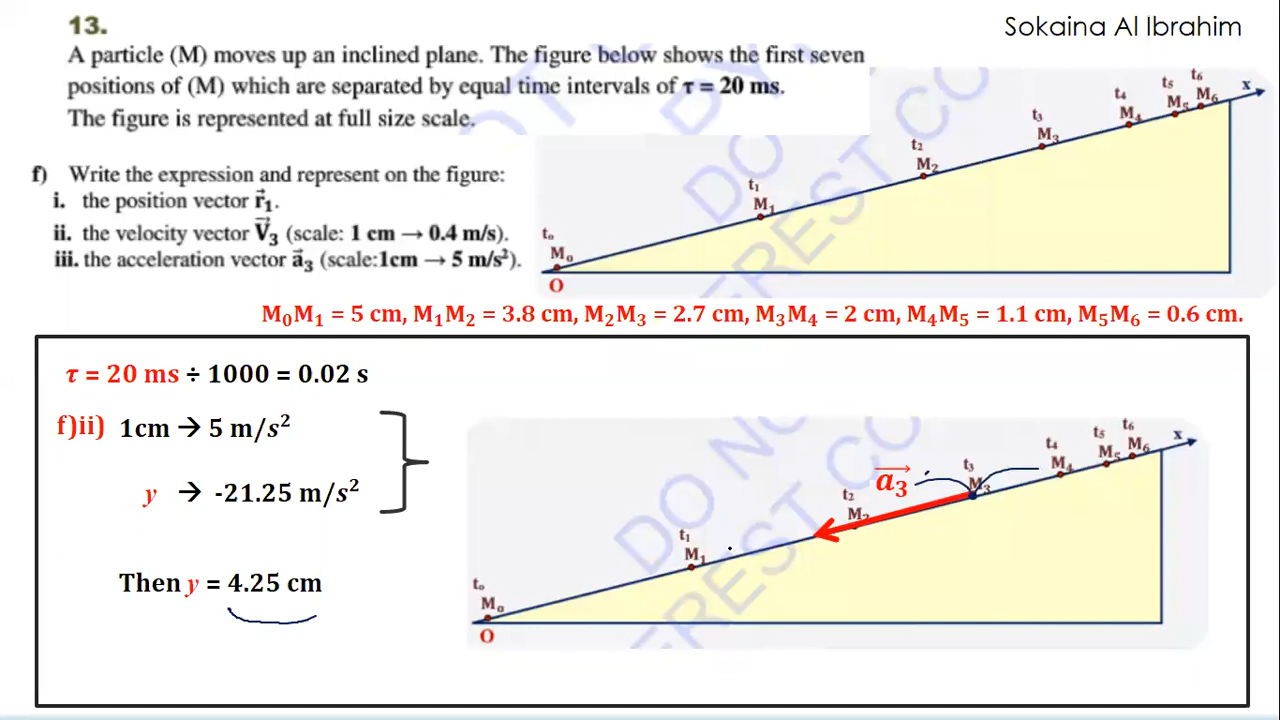 13.
Sokaina Al Ibrahim
A particle (M) moves up an inclined plane. The figure below shows the first seven
positions of (M) which are separated by equal time intervals of τ = 20 ms.
The figure is represented at full size scale.
f) Write the expression and represent on the figure:
i. the position vector r⃗₁.
ii. the velocity vector V⃗₃ (scale: 1 cm → 0.4 m/s).
iii. the acceleration vector a⃗₃ (scale:1cm → 5 m/s²).
t₀ t₁ t₂ t₃ t₄ t₅ t₆ x
M₀ M₁ M₂ M₃ M₄ M₅ M₆
O
M₀M₁ = 5 cm, M₁M₂ = 3.8 cm, M₂M₃ = 2.7 cm, M₃M₄ = 2 cm, M₄M₅ = 1.1 cm, M₅M₆ = 0.6 cm.
τ = 20 ms ÷ 1000 = 0.02 s
f)ii) 1cm → 5 m/s²
y → -21.25 m/s²
Then y = 4.25 cm
a₃⃗
t₀ t₁ t₂ t₃ t₄ t₅ t₆ x
M₀ M₁ M₂ M₃ M₄ M₅ M₆
O